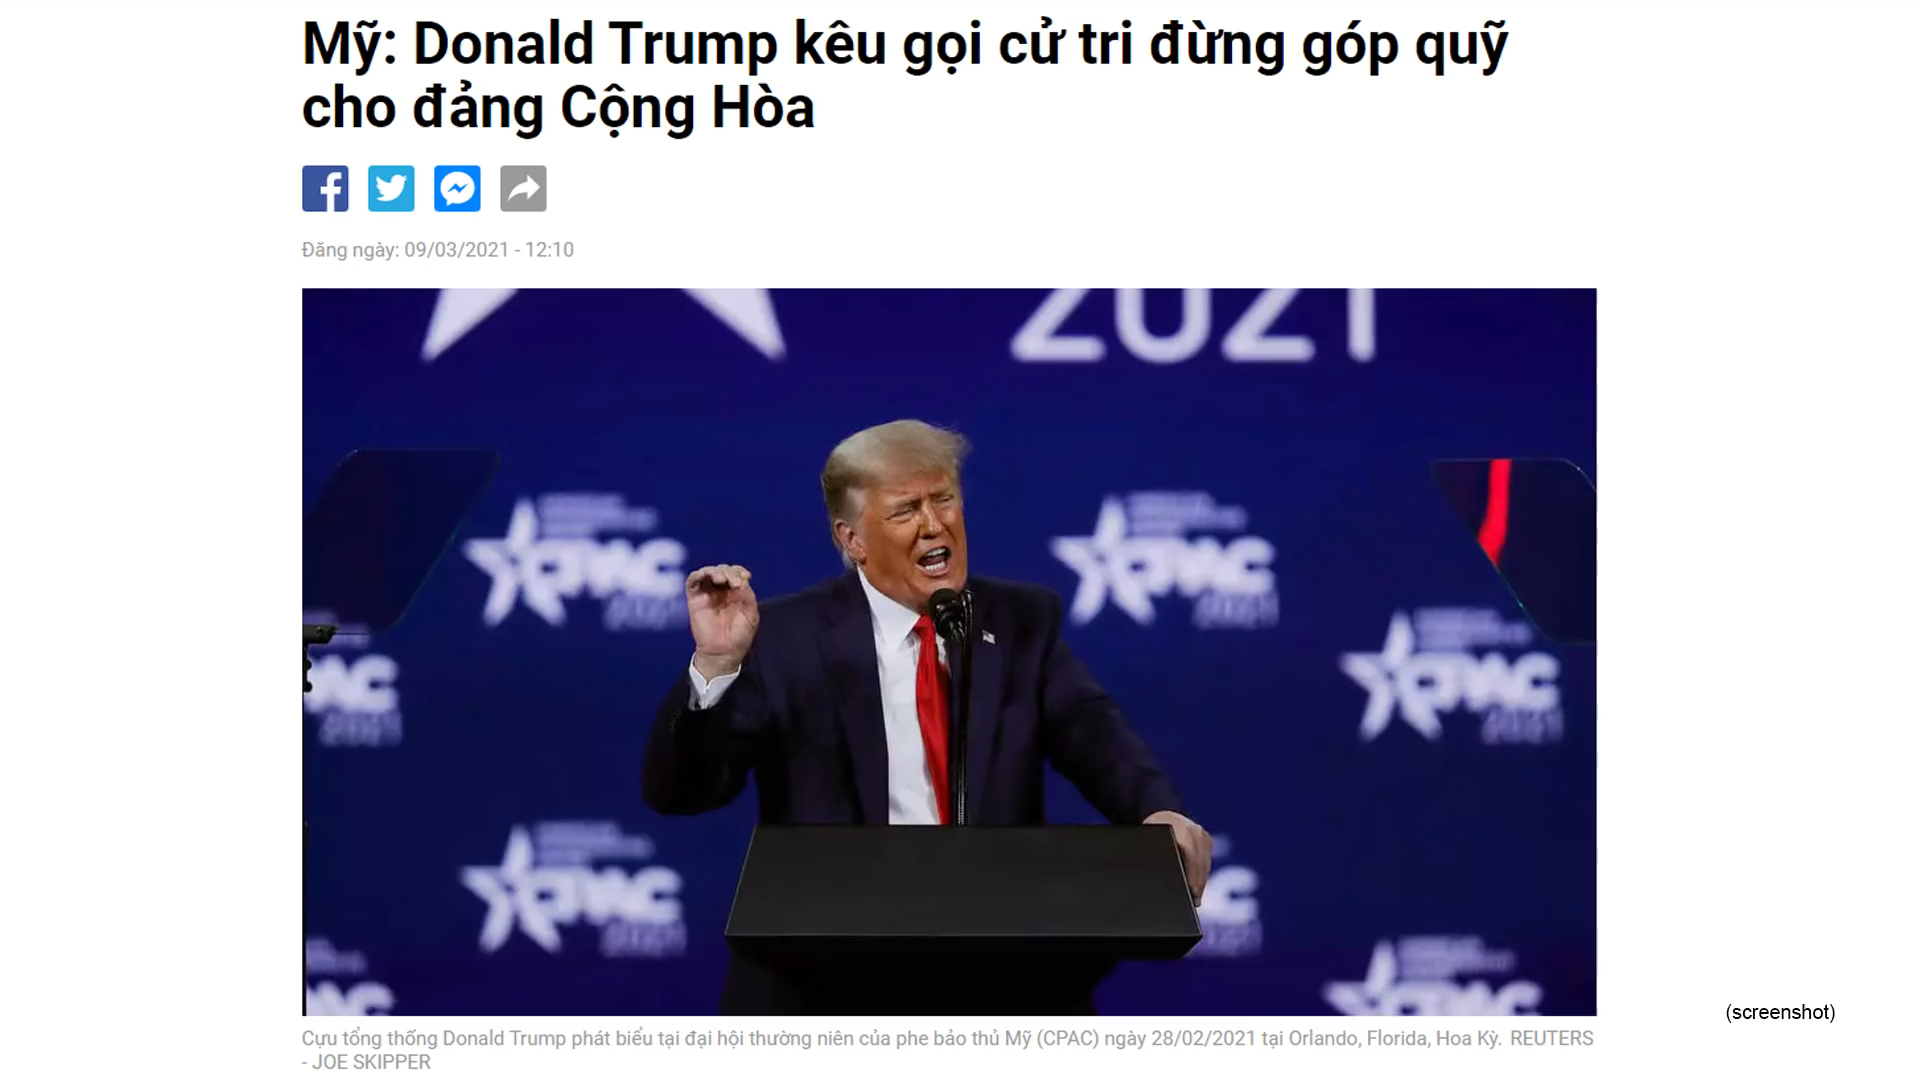 Mỹ: Donald Trump kêu gọi cử tri đừng góp quỹ
cho đảng Cộng Hòa
Đăng ngày: 09/03/2021 - 12:10
2021
CPAC
2021
CPAC
2021
CPAC
2021
CPAC
2021
CPAC
2021
(screenshot)
Cựu tổng thống Donald Trump phát biểu tại đại hội thường niên của phe bảo thủ Mỹ (CPAC) ngày 28/02/2021 tại Orlando, Florida, Hoa Kỳ. REUTERS
- JOE SKIPPER